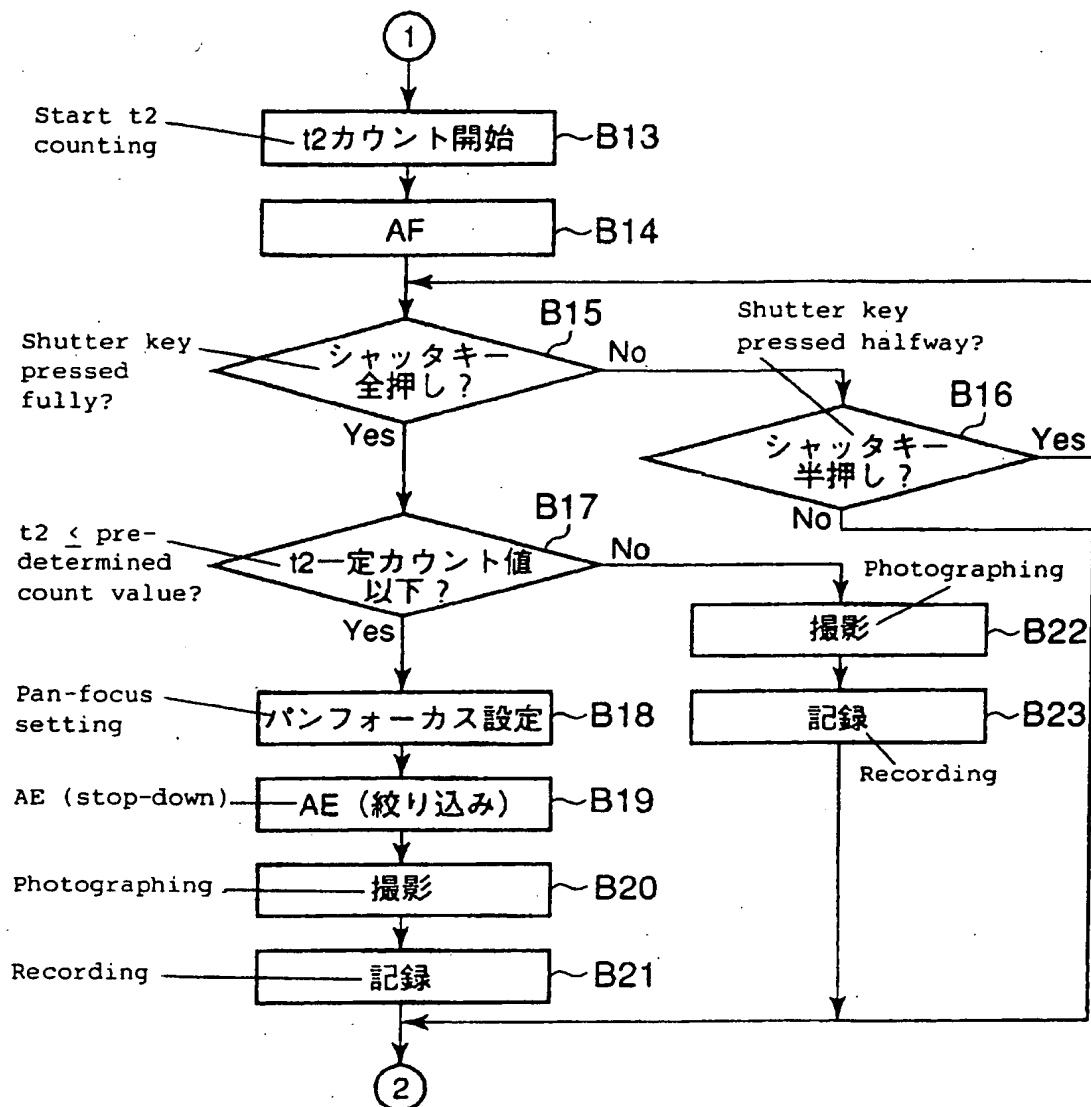 1
Start t2
counting
t2カウント開始
B13
AF
B14
Shutter key
pressed
fully?
シャッタキー
全押し?
B15
No
Yes
Shutter key
pressed halfway?
シャッタキー
半押し?
B16
Yes
No
t2 ≤ pre-
determined
count value?
t2一定カウント値
以下?
B17
No
Yes
Photographing
撮影
B22
記録
B23
Recording
Pan-focus
setting
パンフォーカス設定
B18
AE (stop-down)
AE(絞り込み)
B19
Photographing
撮影
B20
Recording
記録
B21
2